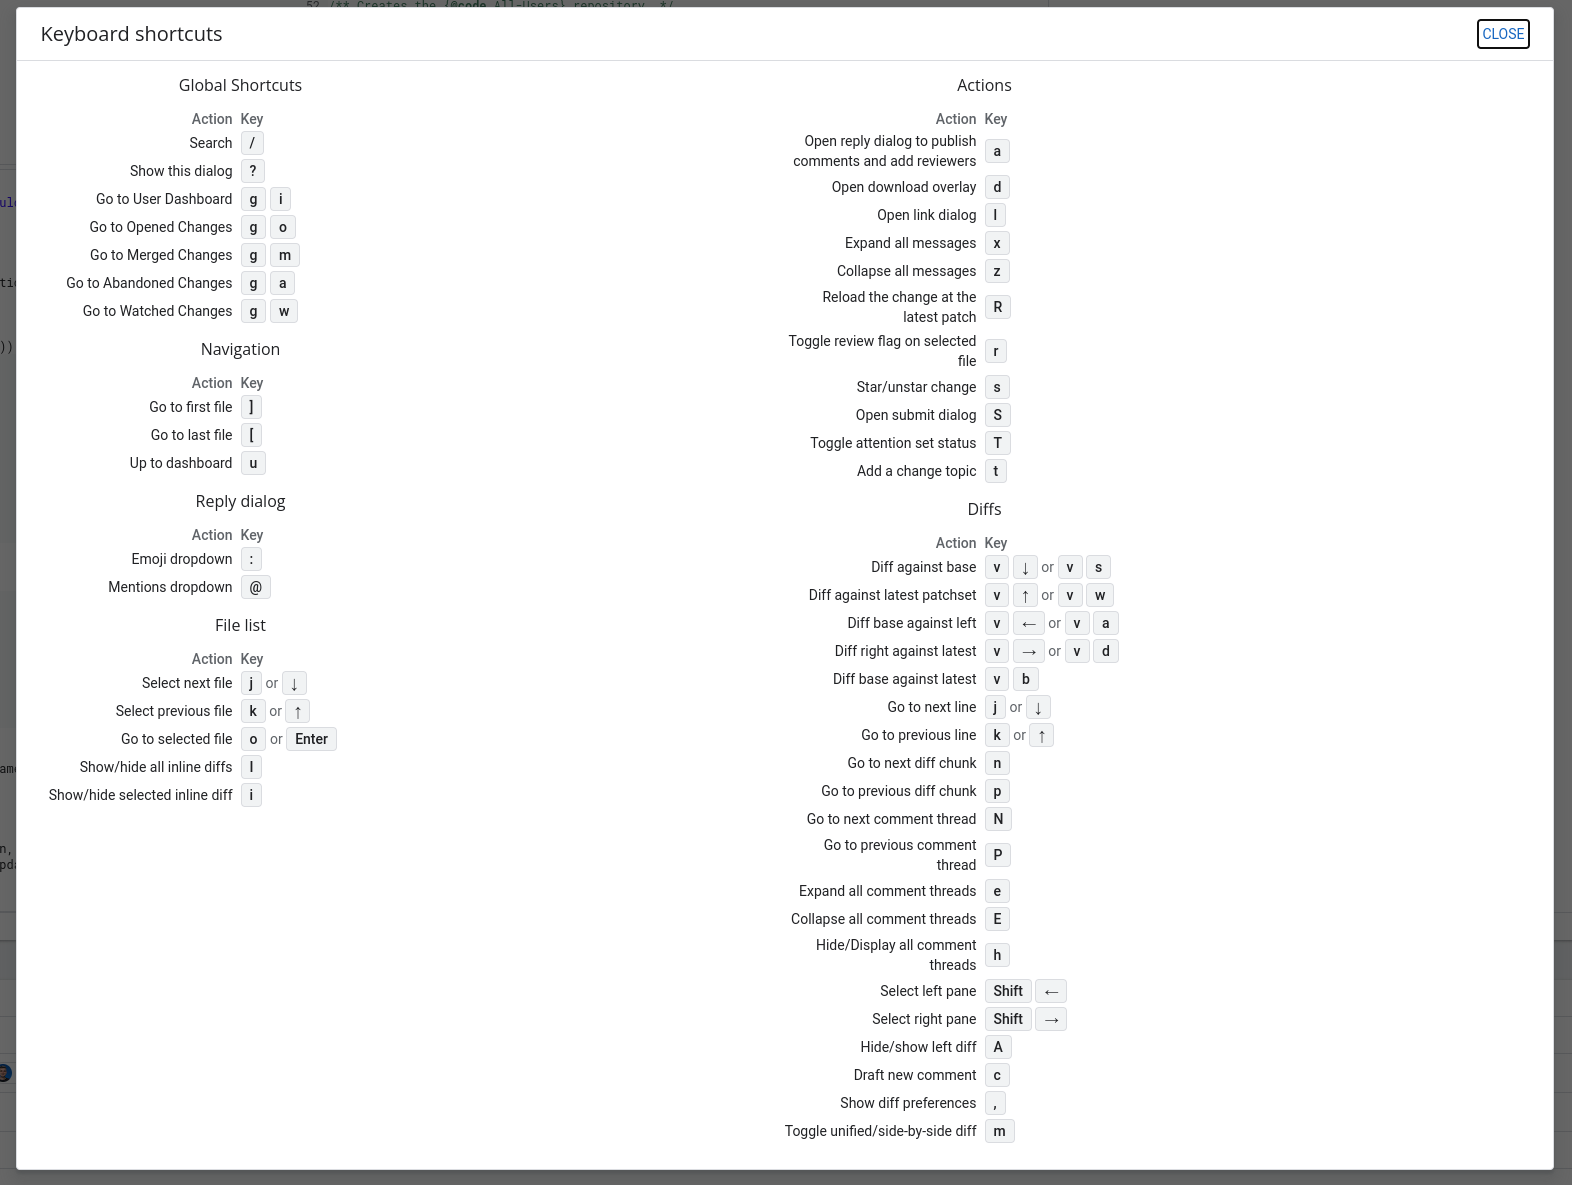 52 /** Creates the {@code All-Users} repository. */
Keyboard shortcuts
CLOSE
Global Shortcuts
Action Key
Search /
Show this dialog ?
Go to User Dashboard g i
Go to Opened Changes g o
Go to Merged Changes g m
Go to Abandoned Changes g a
Go to Watched Changes g w
Navigation
Action Key
Go to first file ]
Go to last file [
Up to dashboard u
Reply dialog
Action Key
Emoji dropdown :
Mentions dropdown @
File list
Action Key
Select next file j or ↓
Select previous file k or ↑
Go to selected file o or Enter
Show/hide all inline diffs I
Show/hide selected inline diff i
Actions
Action Key
Open reply dialog to publish
comments and add reviewers a
Open download overlay d
Open link dialog l
Expand all messages x
Collapse all messages z
Reload the change at the
latest patch R
Toggle review flag on selected
file r
Star/unstar change s
Open submit dialog S
Toggle attention set status T
Add a change topic t
Diffs
Action Key
Diff against base v ↓ or v s
Diff against latest patchset v ↑ or v w
Diff base against left v ← or v a
Diff right against latest v → or v d
Diff base against latest v b
Go to next line j or ↓
Go to previous line k or ↑
Go to next diff chunk n
Go to previous diff chunk p
Go to next comment thread N
Go to previous comment
thread P
Expand all comment threads e
Collapse all comment threads E
Hide/Display all comment
threads h
Select left pane Shift ←
Select right pane Shift →
Hide/show left diff A
Draft new comment c
Show diff preferences ,
Toggle unified/side-by-side diff m